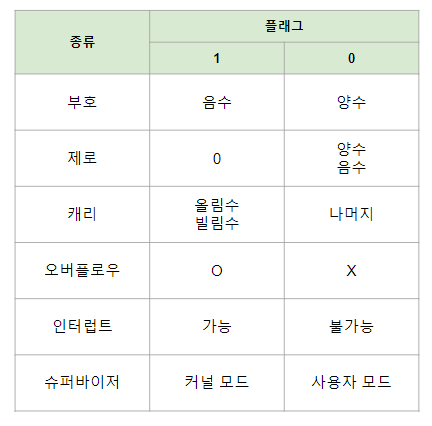 종류
플래그
1
0
부호
음수
양수
제로
0
양수
음수
캐리
올림수
빌림수
나머지
오버플로우
O
X
인터럽트
가능
불가능
슈퍼바이저
커널 모드
사용자 모드